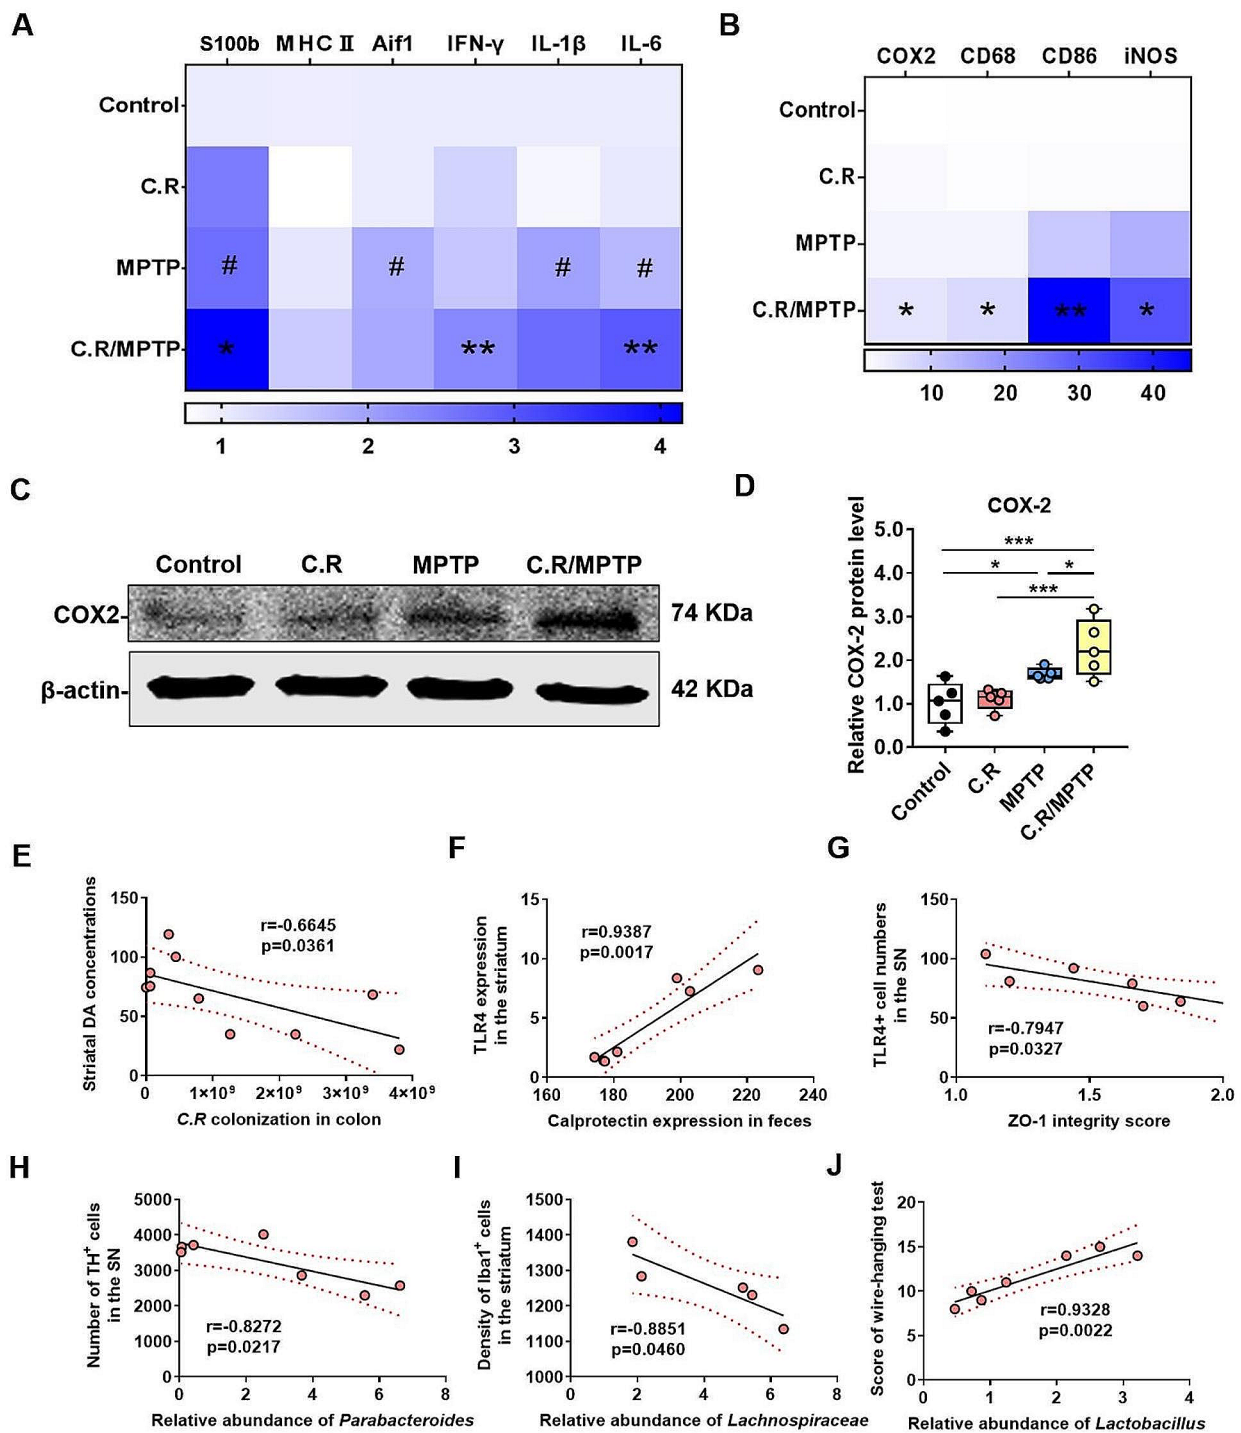 A
S100b MHC Ⅱ Aif1 IFN-γ IL-1β IL-6
Control
C.R
MPTP # # # #
C.R/MPTP * ** **
1 2 3 4
B
COX2 CD68 CD86 iNOS
Control
C.R
MPTP
C.R/MPTP * * ** *
10 20 30 40
C
Control C.R MPTP C.R/MPTP
COX2 74 KDa
β-actin 42 KDa
D
COX-2
Relative COX-2 protein level
5.0
4.0
3.0
2.0
1.0
0.0
***
* *
***
Control C.R MPTP C.R/MPTP
E
Striatal DA concentrations
150
100
50
0
r=-0.6645
p=0.0361
0 1×10⁹ 2×10⁹ 3×10⁹ 4×10⁹
C.R colonization in colon
F
TLR4 expression
in the striatum
15
10
5
0
r=0.9387
p=0.0017
160 180 200 220 240
Calprotectin expression in feces
G
TLR4+ cell numbers
in the SN
150
100
50
0
r=-0.7947
p=0.0327
1.0 1.5 2.0
ZO-1 integrity score
H
Number of TH⁺ cells
in the SN
5000
4000
3000
2000
1000
0
r=-0.8272
p=0.0217
0 2 4 6 8
Relative abundance of Parabacteroides
I
Density of Iba1⁺ cells
in the striatum
1500
1400
1300
1200
1100
1000
r=-0.8851
p=0.0460
0 2 4 6 8
Relative abundance of Lachnospiraceae
J
Score of wire-hanging test
20
15
10
5
0
r=0.9328
p=0.0022
0 1 2 3 4
Relative abundance of Lactobacillus